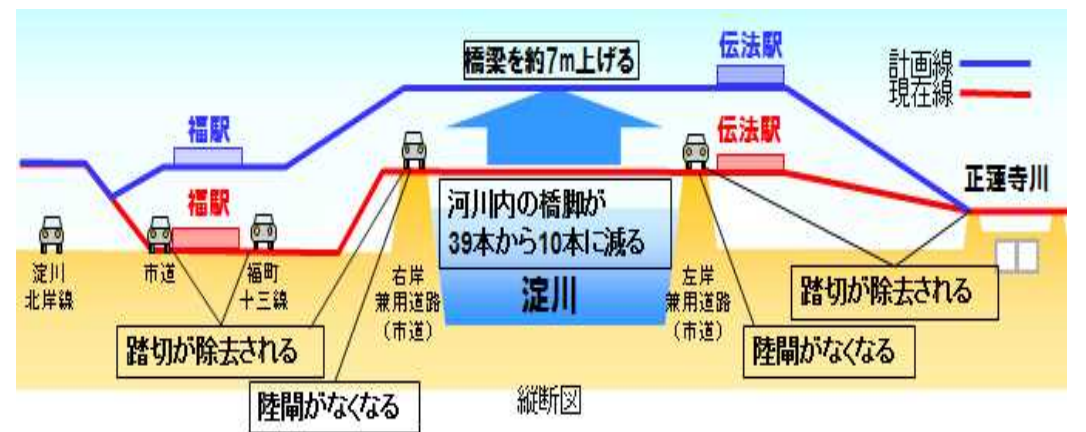 橋梁を約7m上げる
伝法駅
計画線
現在線
福駅
伝法駅
福駅
正蓮寺川
河川内の橋脚が
39本から10本に減る
淀川
北岸線
市道
福町
十三線
右岸
兼用道路
(市道)
淀川
左岸
兼用道路
(市道)
踏切が除去される
踏切が除去される
陸閘がなくなる
陸閘がなくなる
縦断図